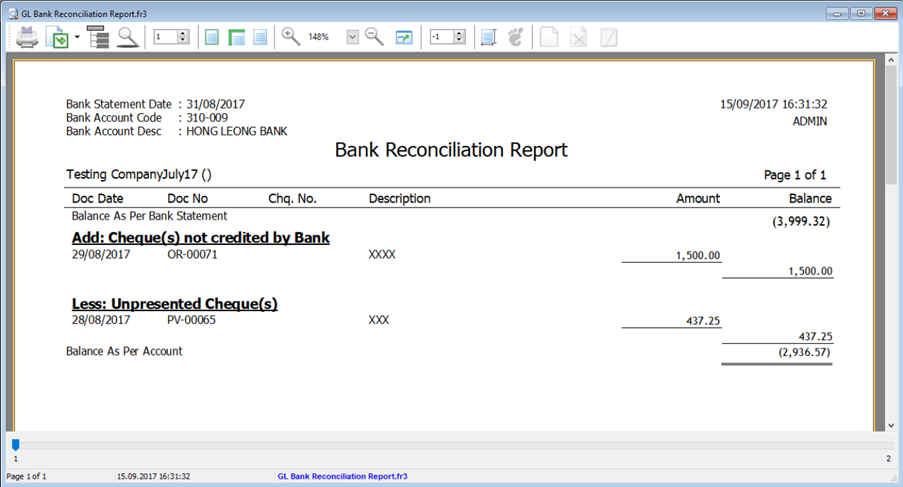 GL Bank Reconciliation Report.fr3
1 148% -1
Bank Statement Date : 31/08/2017 15/09/2017 16:31:32
Bank Account Code : 310-009 ADMIN
Bank Account Desc : HONG LEONG BANK
Bank Reconciliation Report
Testing CompanyJuly17 () Page 1 of 1
Doc Date Doc No Chq. No. Description Amount Balance
Balance As Per Bank Statement (3,999.32)
Add: Cheque(s) not credited by Bank
29/08/2017 OR-00071 XXXX 1,500.00
1,500.00
Less: Unpresented Cheque(s)
28/08/2017 PV-00065 XXX 437.25
437.25
Balance As Per Account (2,936.57)
1 2
Page 1 of 1 15.09.2017 16:31:32 GL Bank Reconciliation Report.fr3